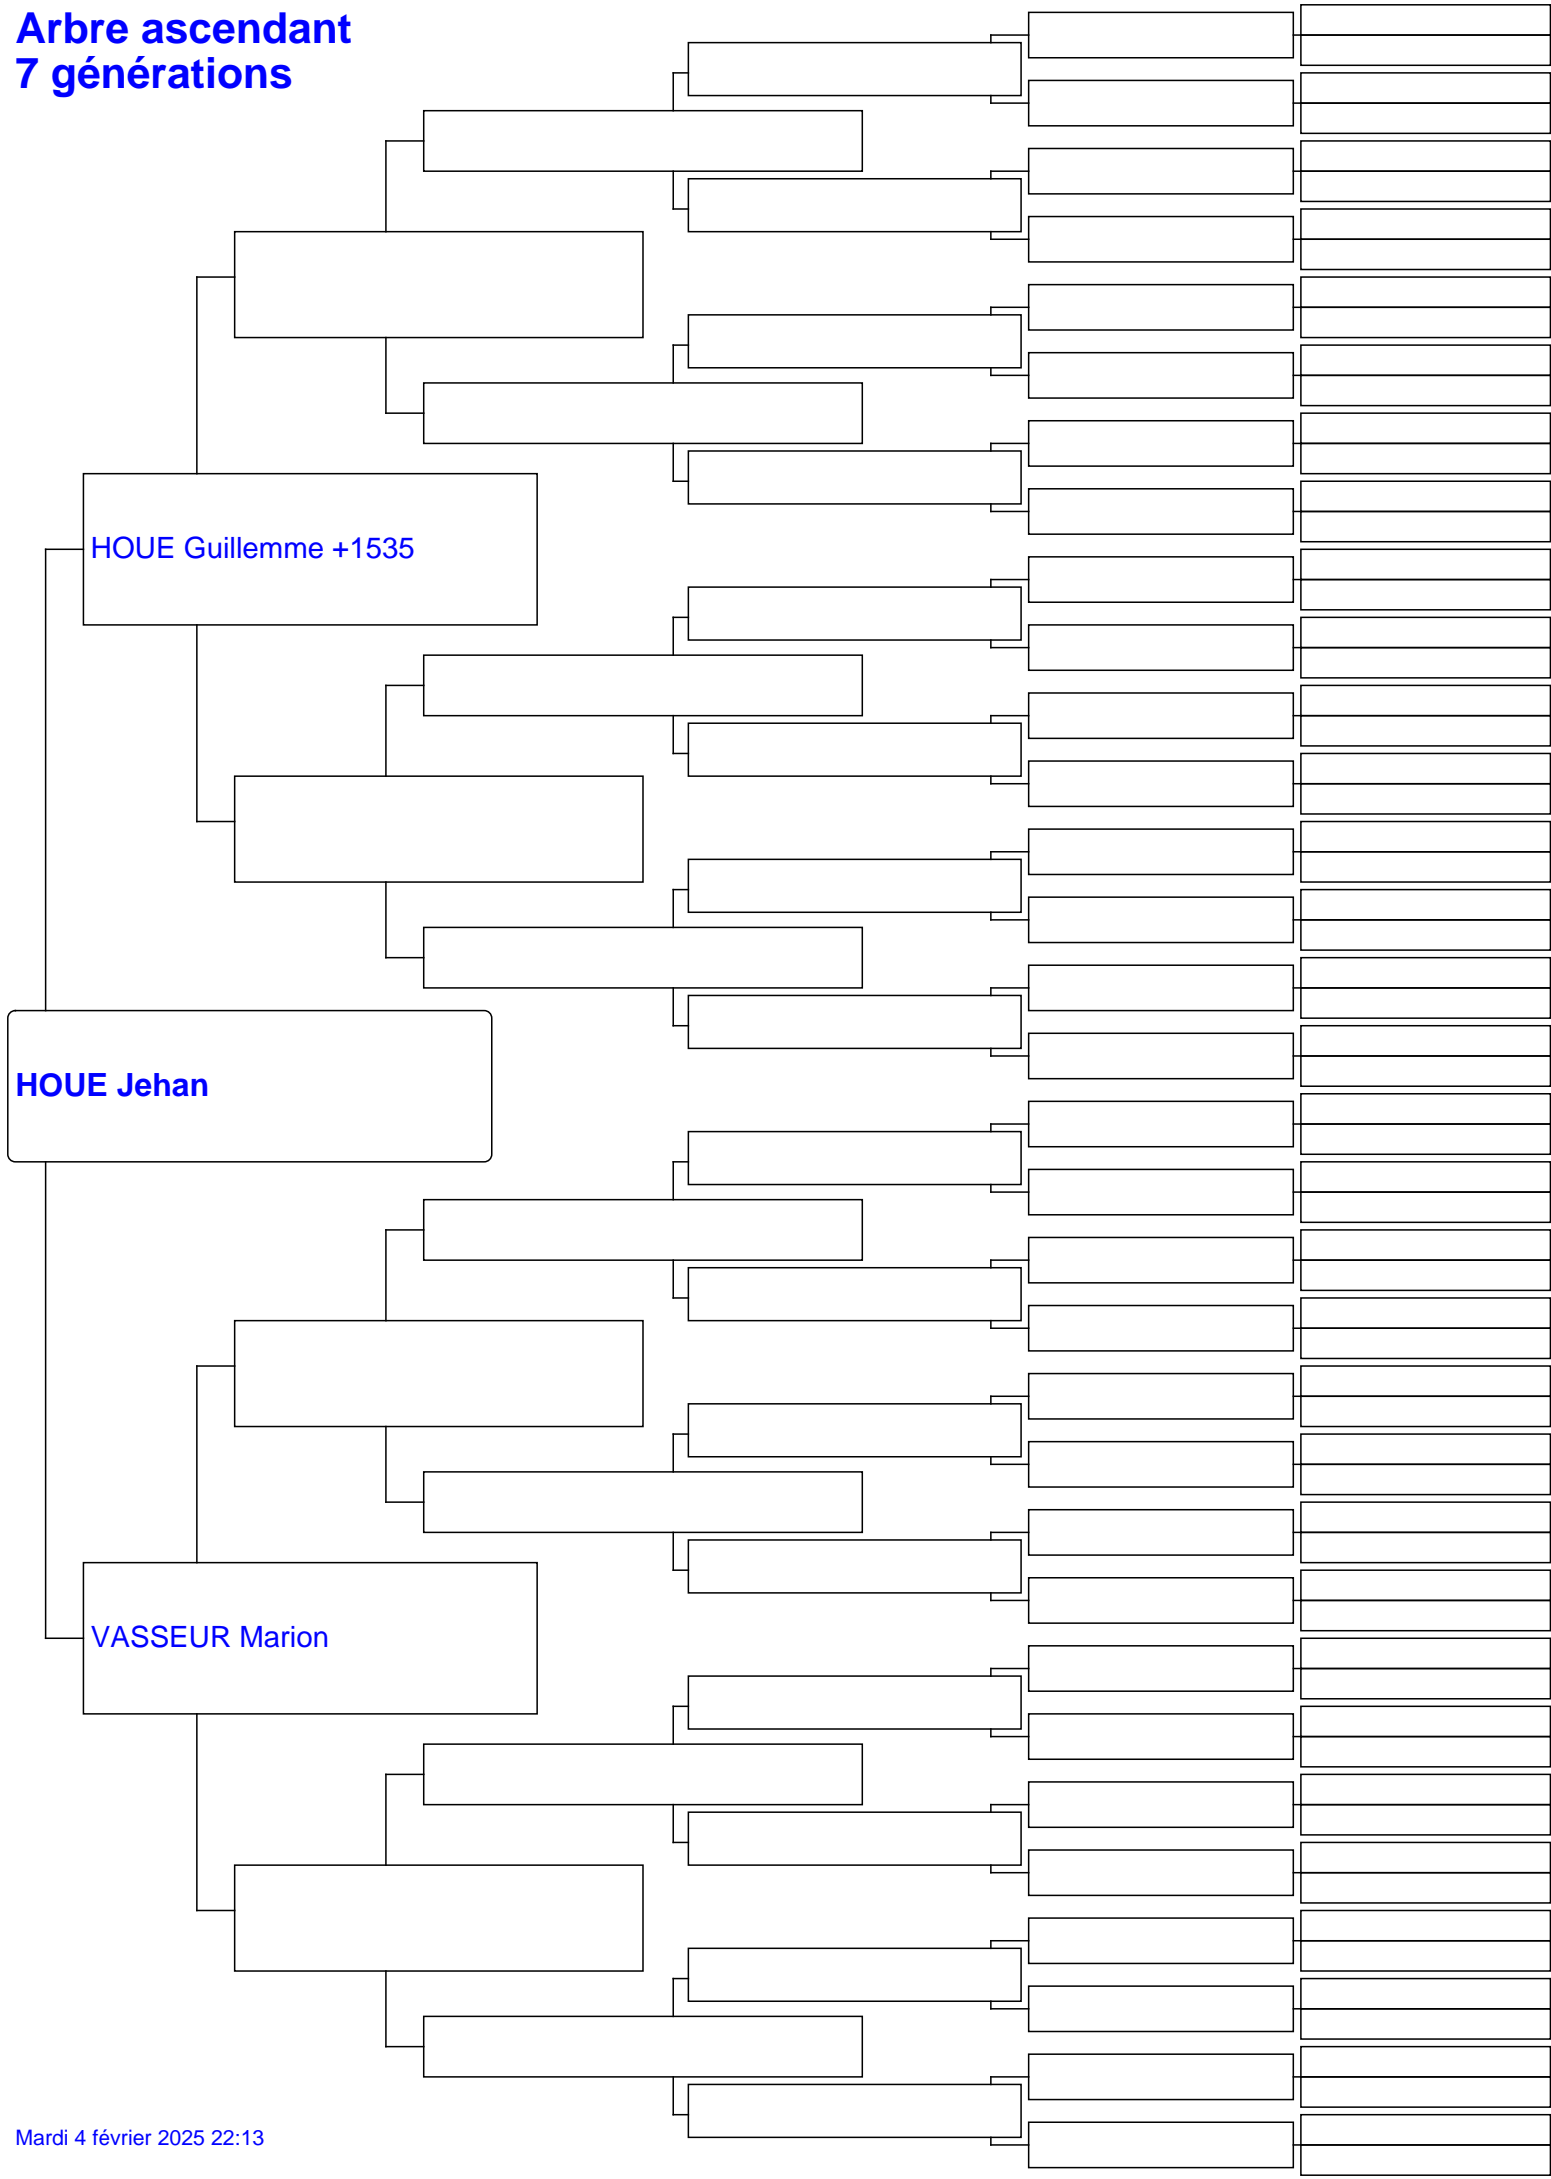 Arbre ascendant
7 générations
HOUE Guillemme +1535
HOUE Jehan
VASSEUR Marion
Mardi 4 février 2025 22:13